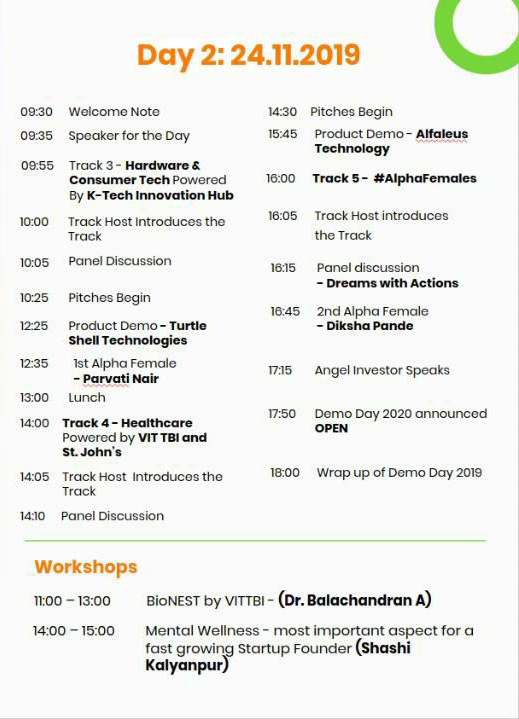 Day 2: 24.11.2019
09:30 Welcome Note
09:35 Speaker for the Day
09:55 Track 3 - Hardware &
Consumer Tech Powered
By K-Tech Innovation Hub
10:00 Track Host Introduces the
Track
10:05 Panel Discussion
10:25 Pitches Begin
12:25 Product Demo - Turtle
Shell Technologies
12:35 1st Alpha Female
- Parvati Nair
13:00 Lunch
14:00 Track 4 - Healthcare
Powered by VIT TBI and
St. John's
14:05 Track Host Introduces the
Track
14:10 Panel Discussion
14:30 Pitches Begin
15:45 Product Demo - Alfaleus
Technology
16:00 Track 5 - #AlphaFemales
16:05 Track Host introduces
the Track
16:15 Panel discussion
- Dreams with Actions
16:45 2nd Alpha Female
- Diksha Pande
17:15 Angel Investor Speaks
17:50 Demo Day 2020 announced
OPEN
18:00 Wrap up of Demo Day 2019
Workshops
11:00 – 13:00 BioNEST by VITTBI - (Dr. Balachandran A)
14:00 – 15:00 Mental Wellness - most important aspect for a
fast growing Startup Founder (Shashi
Kalyanpur)